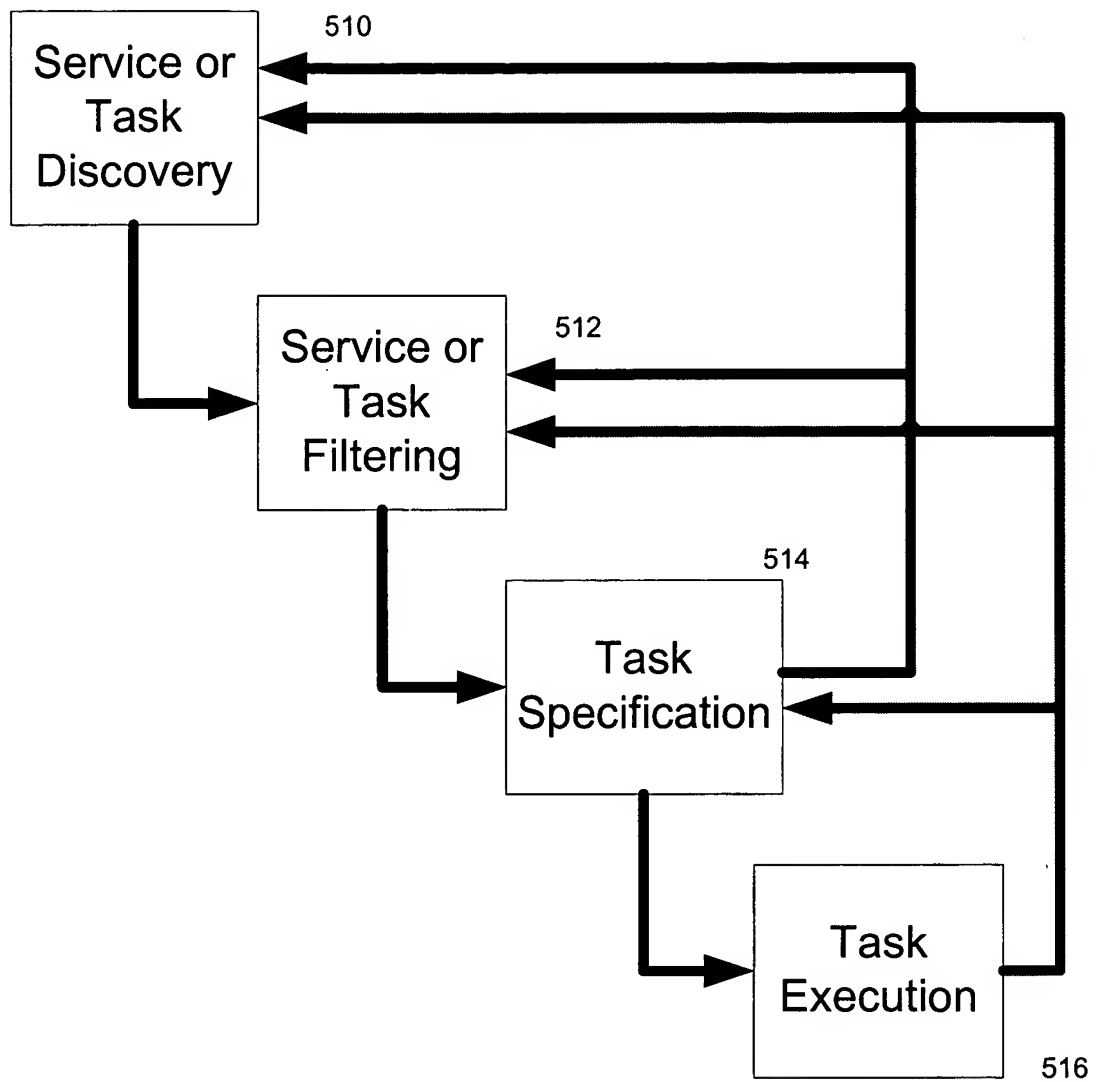 510
Service or
Task
Discovery
512
Service or
Task
Filtering
514
Task
Specification
Task
Execution
516